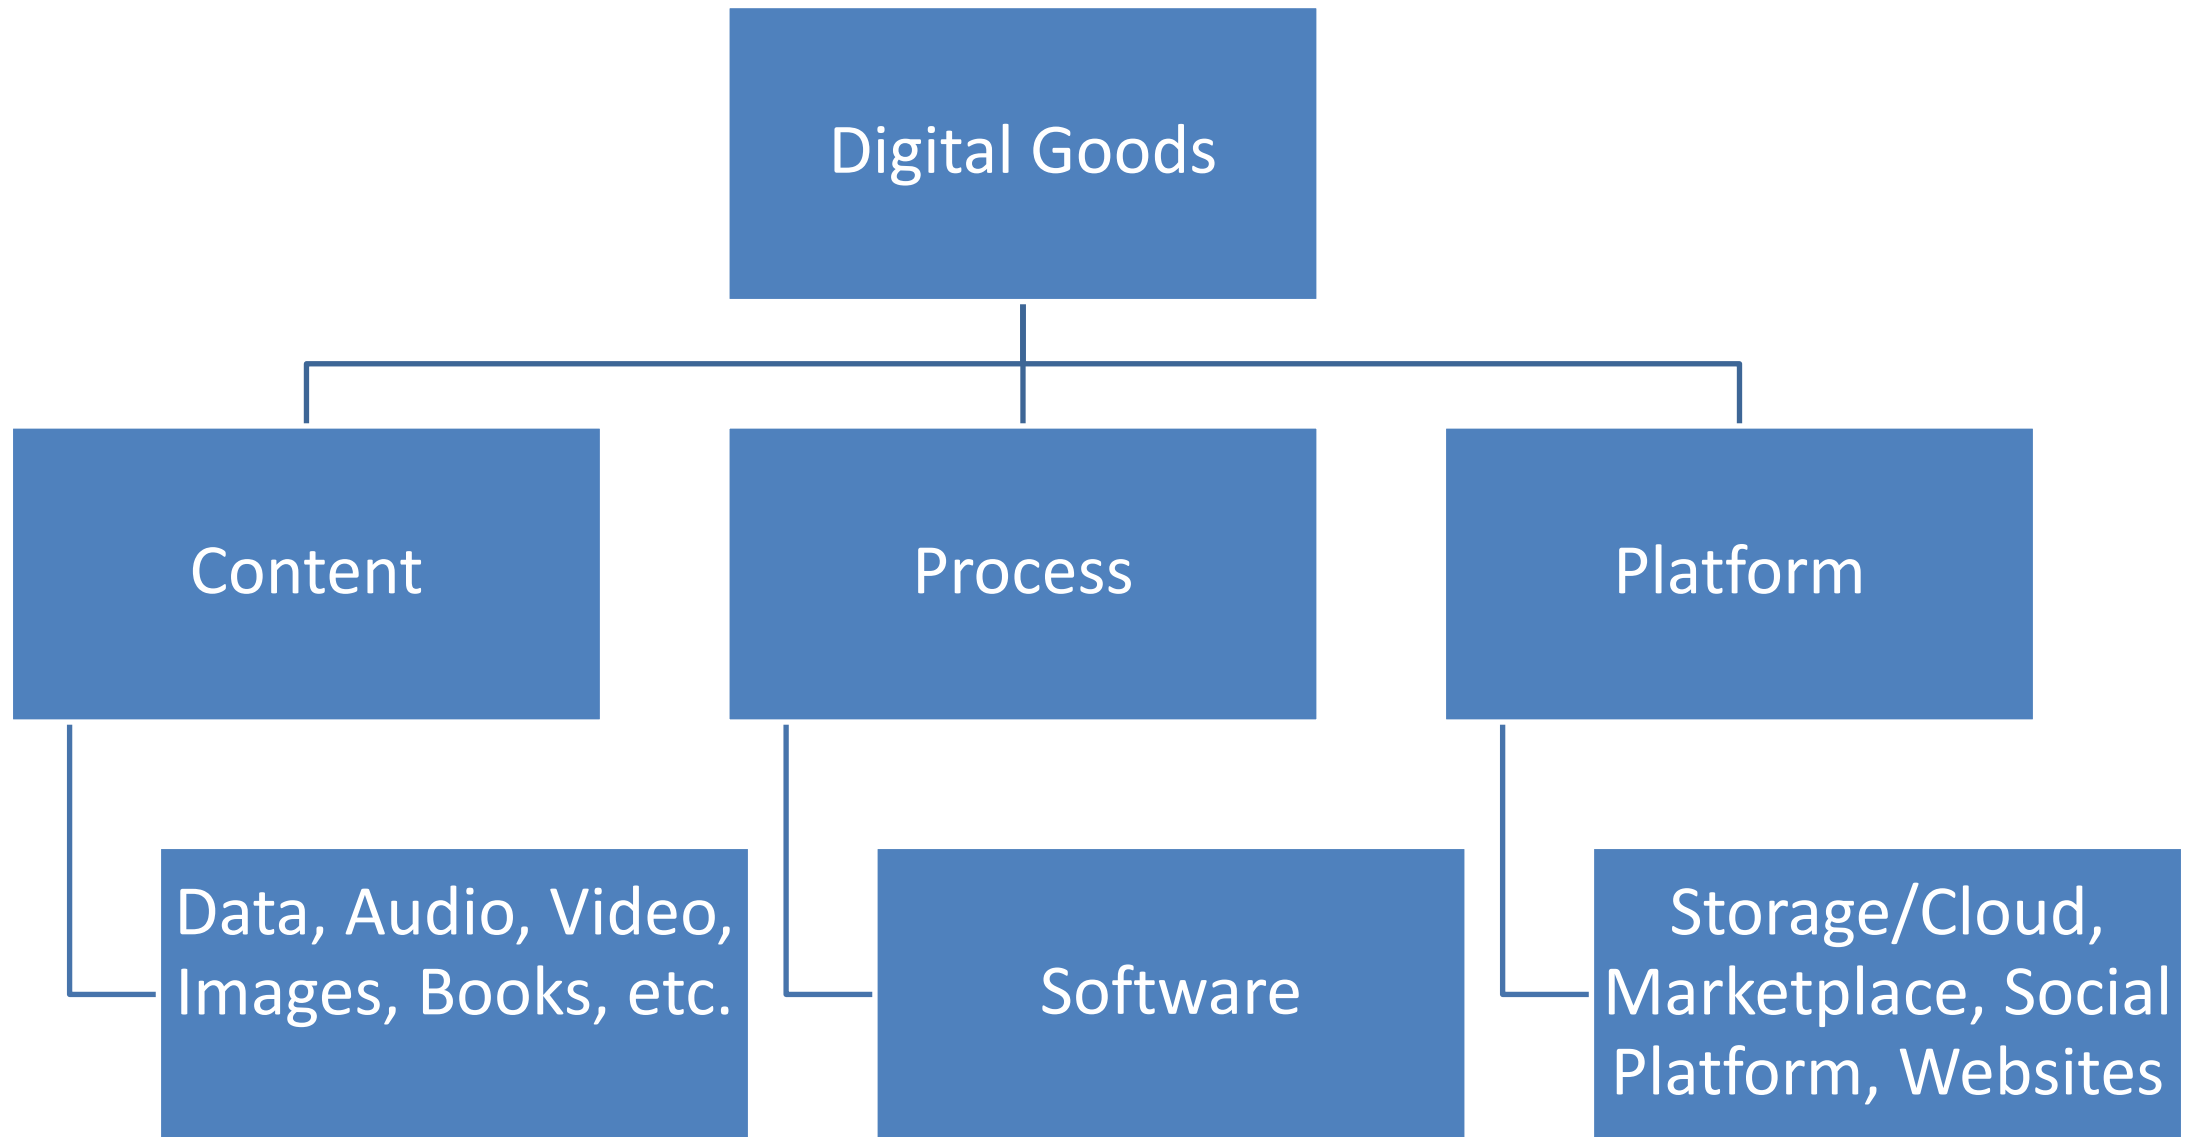 Digital Goods
Content
Process
Platform
Data, Audio, Video,
Images, Books, etc.
Software
Storage/Cloud,
Marketplace, Social
Platform, Websites